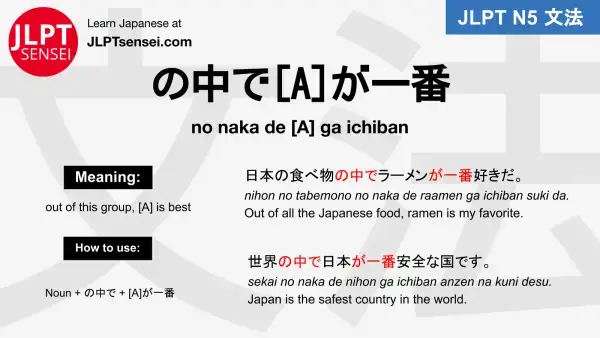 JLPT
SENSEI
Learn Japanese at
JLPTsensei.com
JLPT N5 文法
の中で[A]が一番
no naka de [A] ga ichiban
Meaning:
out of this group, [A] is best
How to use:
Noun + の中で + [A]が一番
日本の食べ物の中でラーメンが一番好きだ。
nihon no tabemono no naka de raamen ga ichiban suki da.
Out of all the Japanese food, ramen is my favorite.
世界の中で日本が一番安全な国です。
sekai no naka de nihon ga ichiban anzen na kuni desu.
Japan is the safest country in the world.
文法